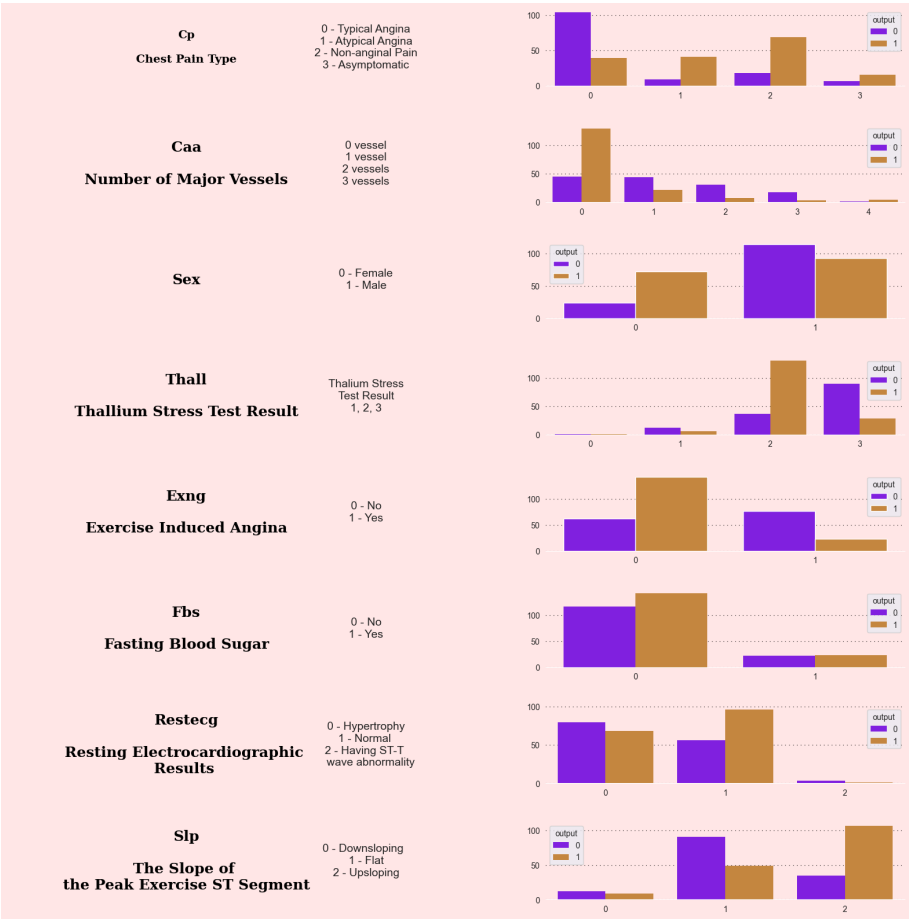 Cp
Chest Pain Type
0 - Typical Angina
1 - Atypical Angina
2 - Non-anginal Pain
3 - Asymptomatic
100
50
0
0 1 2 3
output
0
1
Caa
Number of Major Vessels
0 vessel
1 vessel
2 vessels
3 vessels
100
50
0
0 1 2 3 4
output
0
1
Sex
0 - Female
1 - Male
100
50
0
0 1
output
0
1
Thall
Thallium Stress Test Result
Thalium Stress
Test Result
1, 2, 3
100
50
0
0 1 2 3
output
0
1
Exng
Exercise Induced Angina
0 - No
1 - Yes
100
50
0
0 1
output
0
1
Fbs
Fasting Blood Sugar
0 - No
1 - Yes
100
50
0
0 1
output
0
1
Restecg
Resting Electrocardiographic
Results
0 - Hypertrophy
1 - Normal
2 - Having ST-T
wave abnormality
100
50
0
0 1 2
output
0
1
Slp
The Slope of
the Peak Exercise ST Segment
0 - Downsloping
1 - Flat
2 - Upsloping
100
50
0
0 1 2
output
0
1